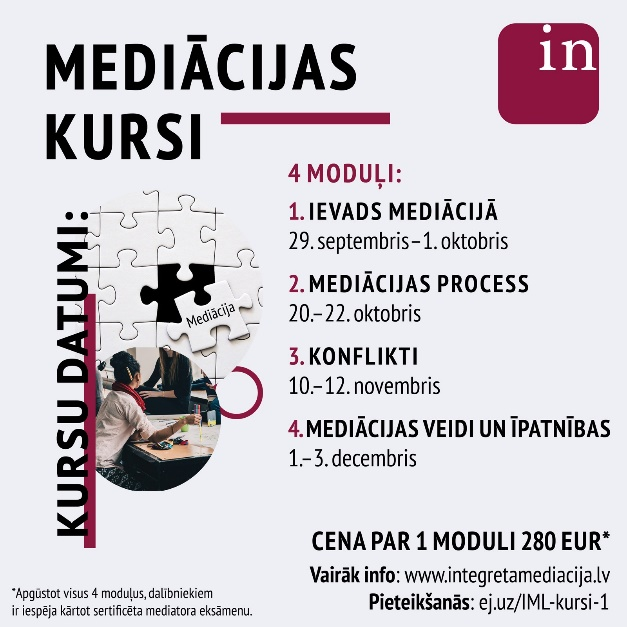 MEDIĀCIJAS
KURSI
in
KURSU DATUMI:
Mediācija
4 MODUĻI:
1. IEVADS MEDIĀCIJĀ
29. septembris–1. oktobris
2. MEDIĀCIJAS PROCESS
20.–22. oktobris
3. KONFLIKTI
10.–12. novembris
4. MEDIĀCIJAS VEIDI UN ĪPATNĪBAS
1.–3. decembris
CENA PAR 1 MODULI 280 EUR*
Vairāk info: www.integretamediacija.lv
Pieteikšanās: ej.uz/IML-kursi-1
*Apgūstot visus 4 moduļus, dalībniekiem
ir iespēja kārtot sertificēta mediatora eksāmenu.